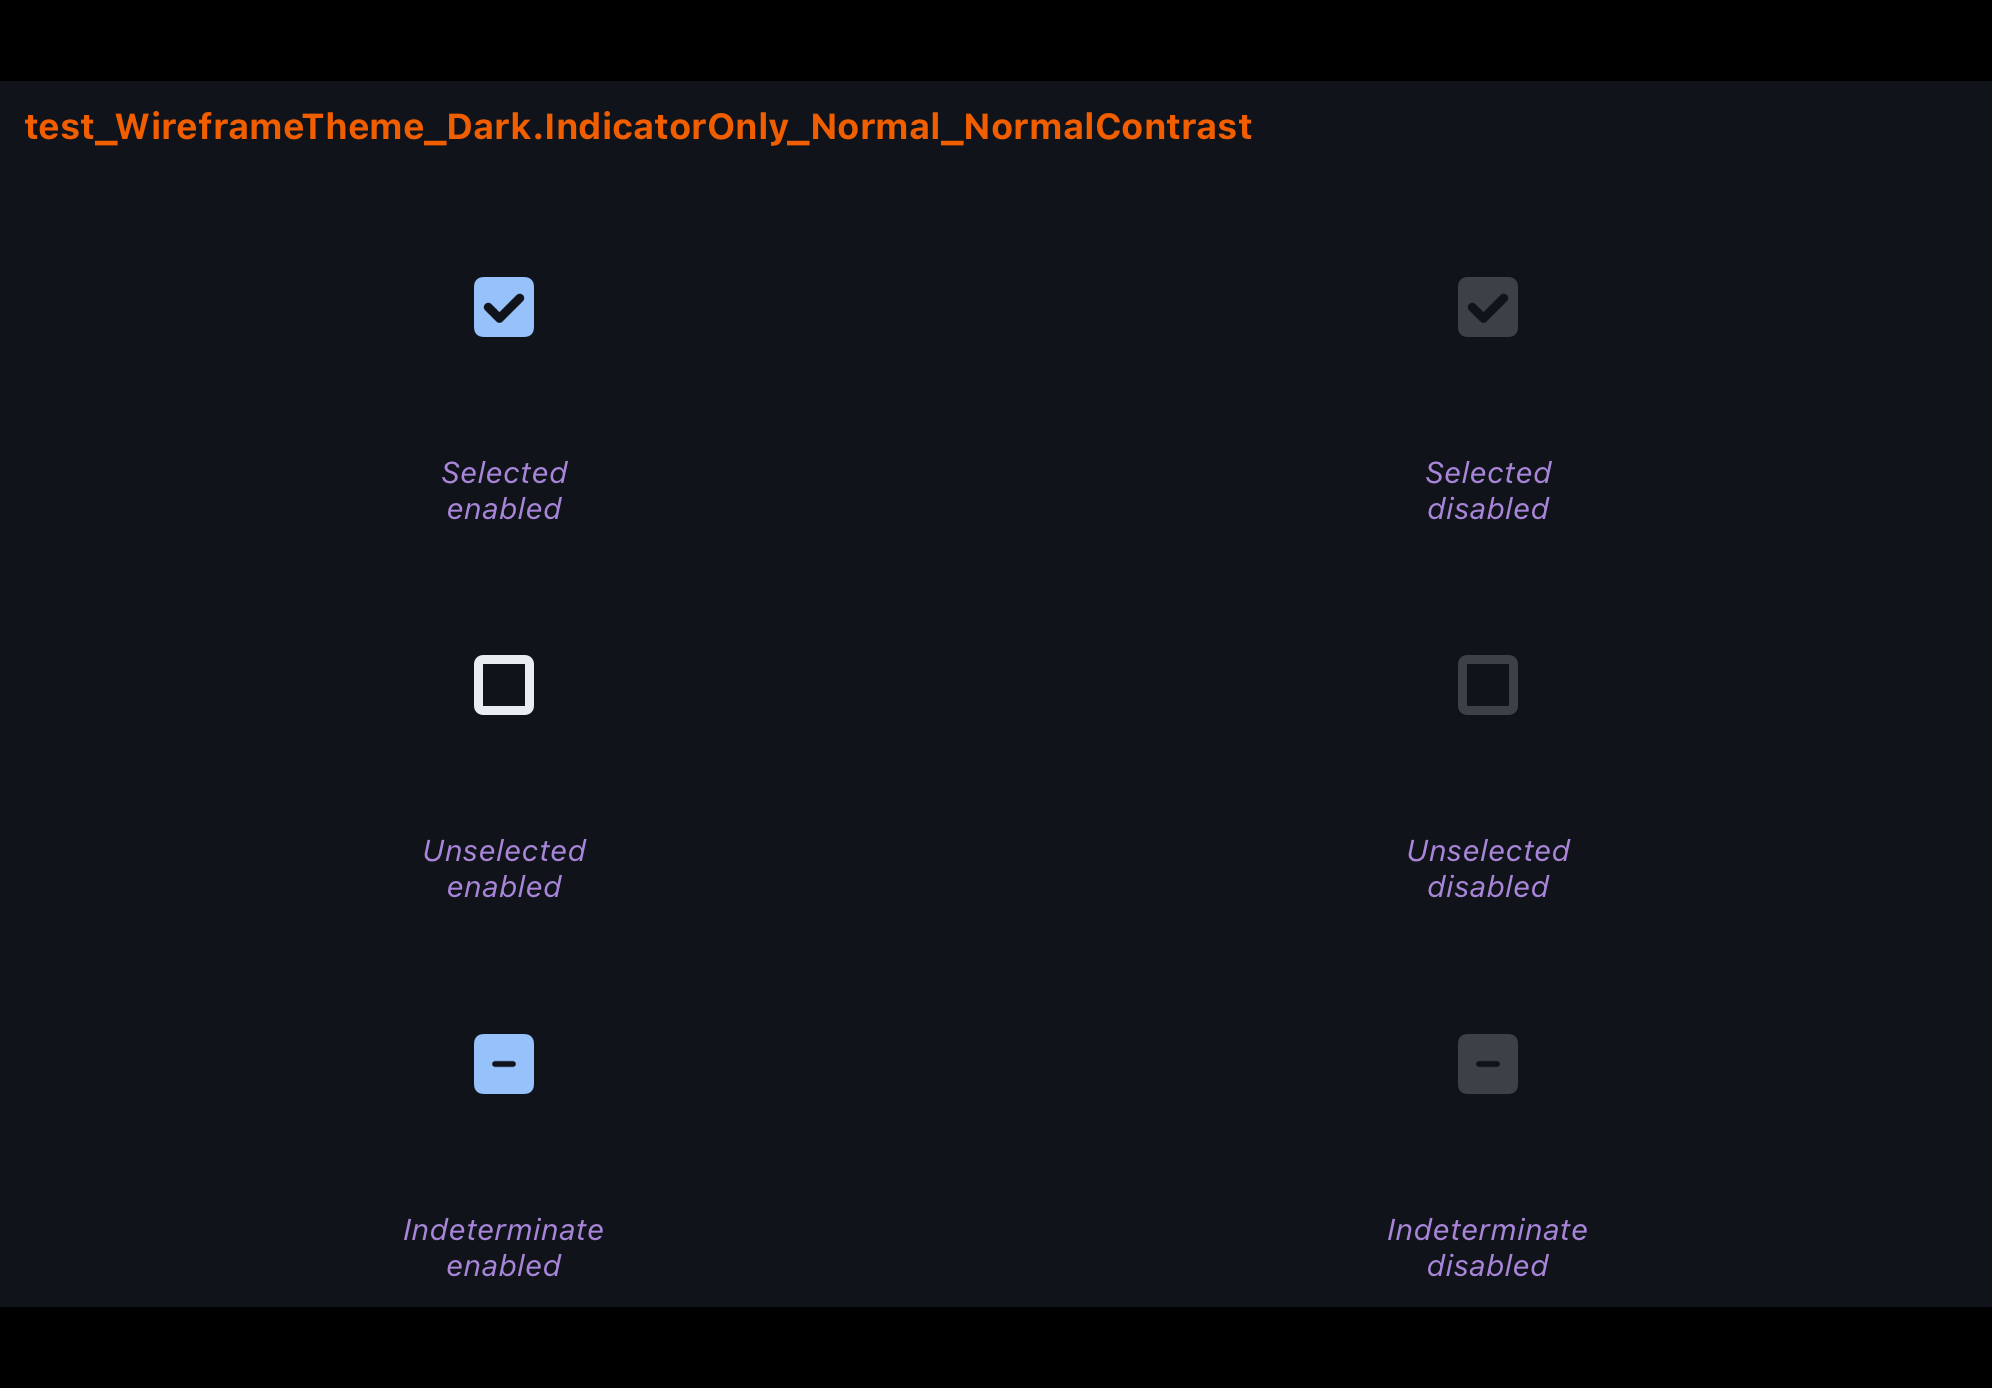 test_WireframeTheme_Dark.IndicatorOnly_Normal_NormalContrast
Selected
enabled
Selected
disabled
Unselected
enabled
Unselected
disabled
Indeterminate
enabled
Indeterminate
disabled